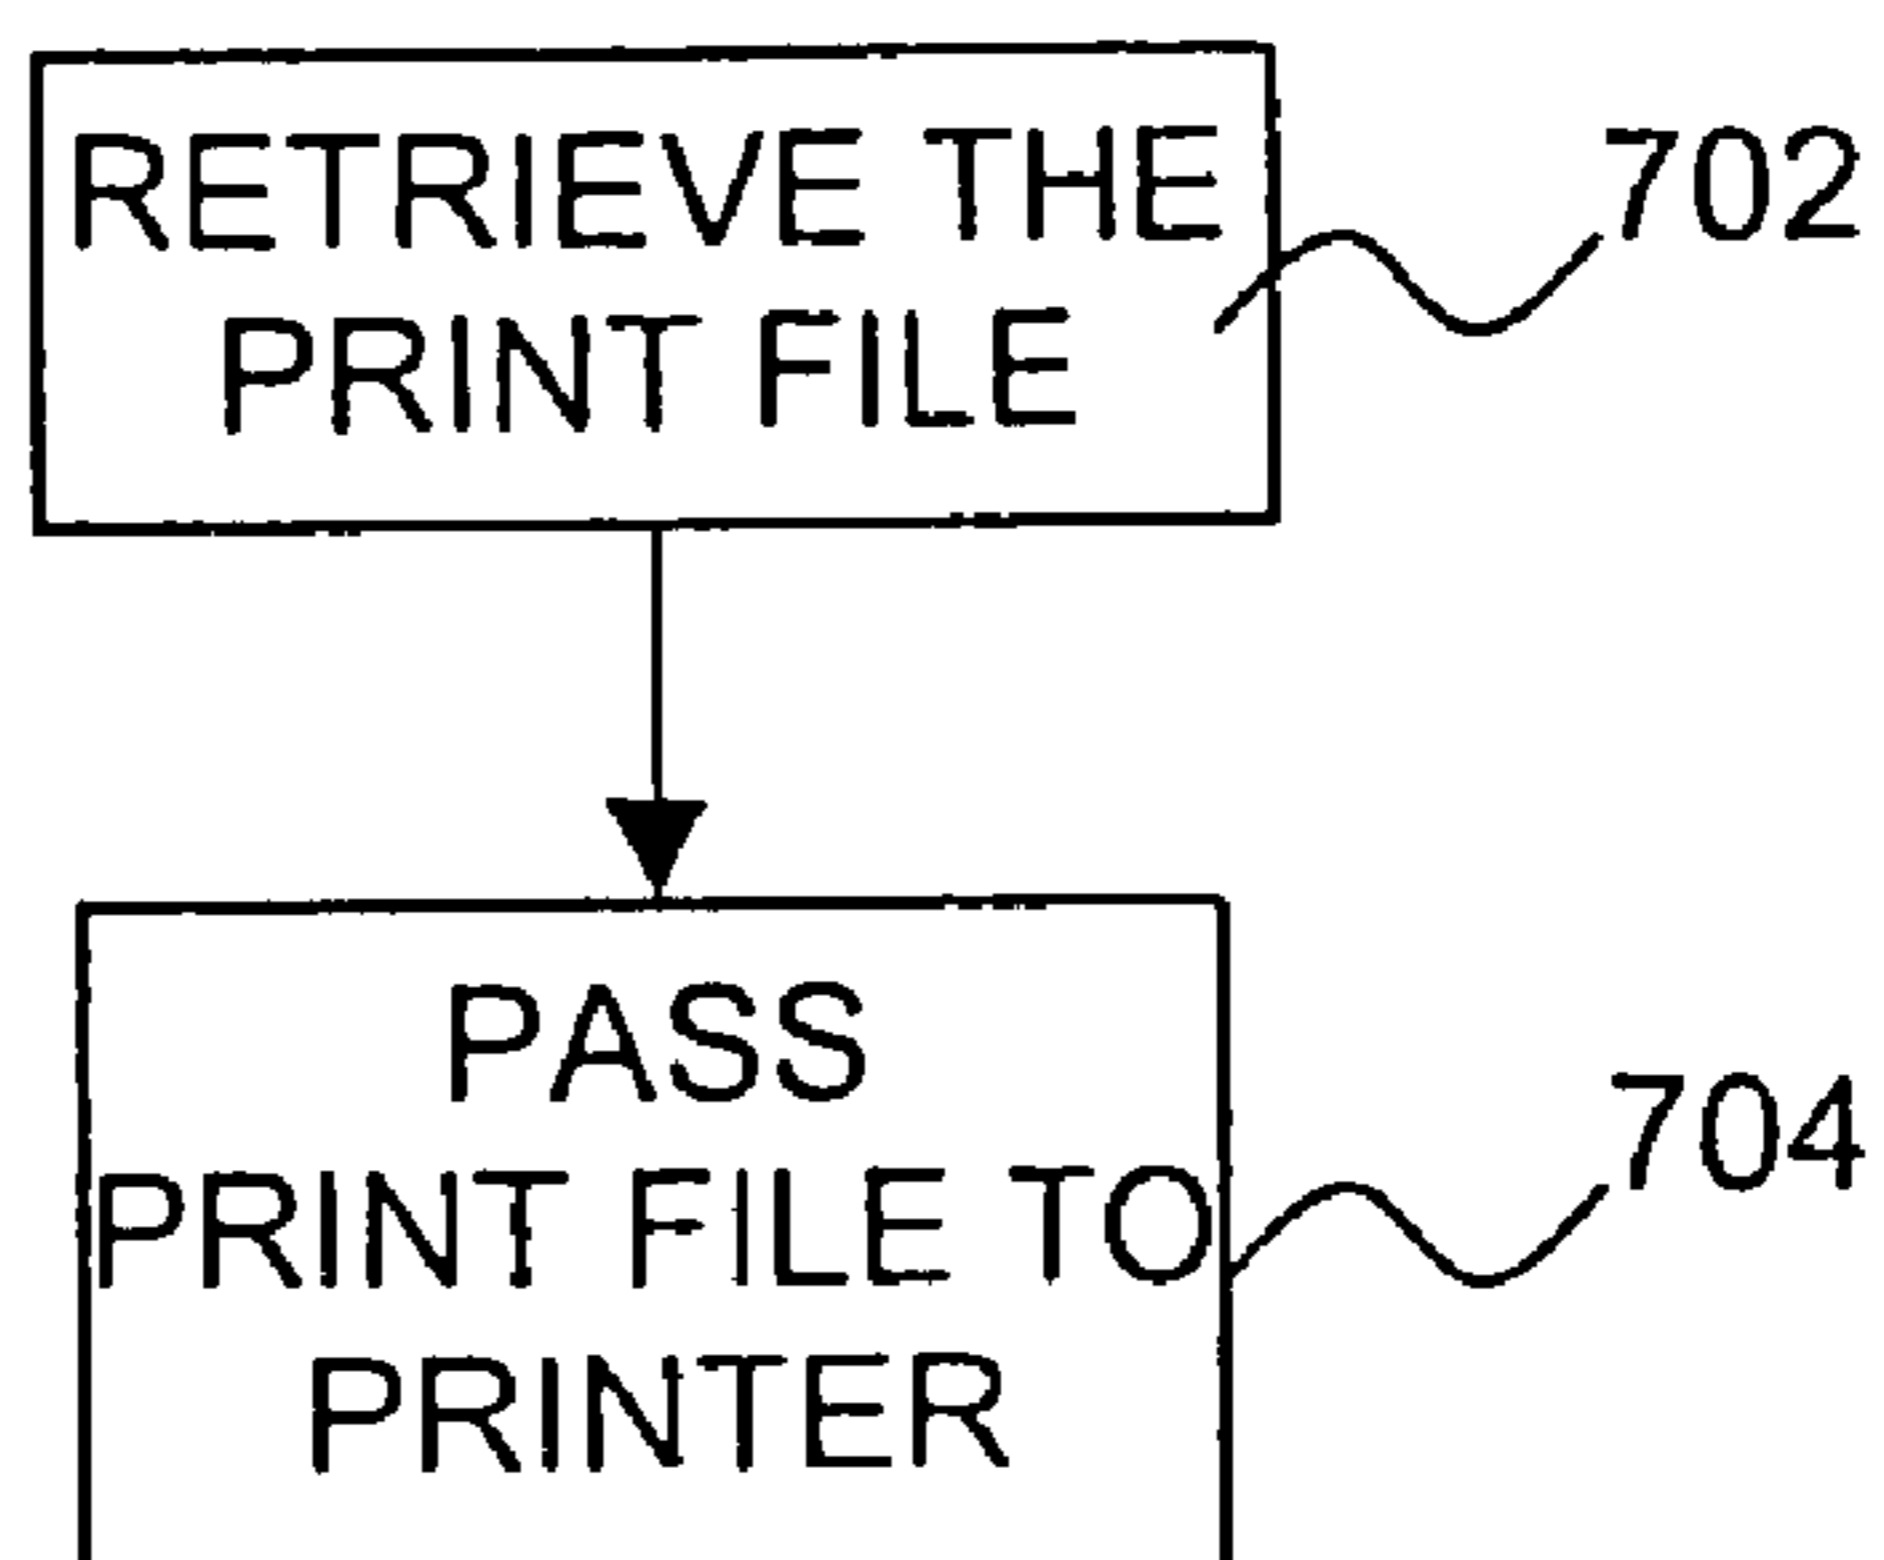 RETRIEVE THE
PRINT FILE
702
PASS
PRINT FILE TO
PRINTER
704